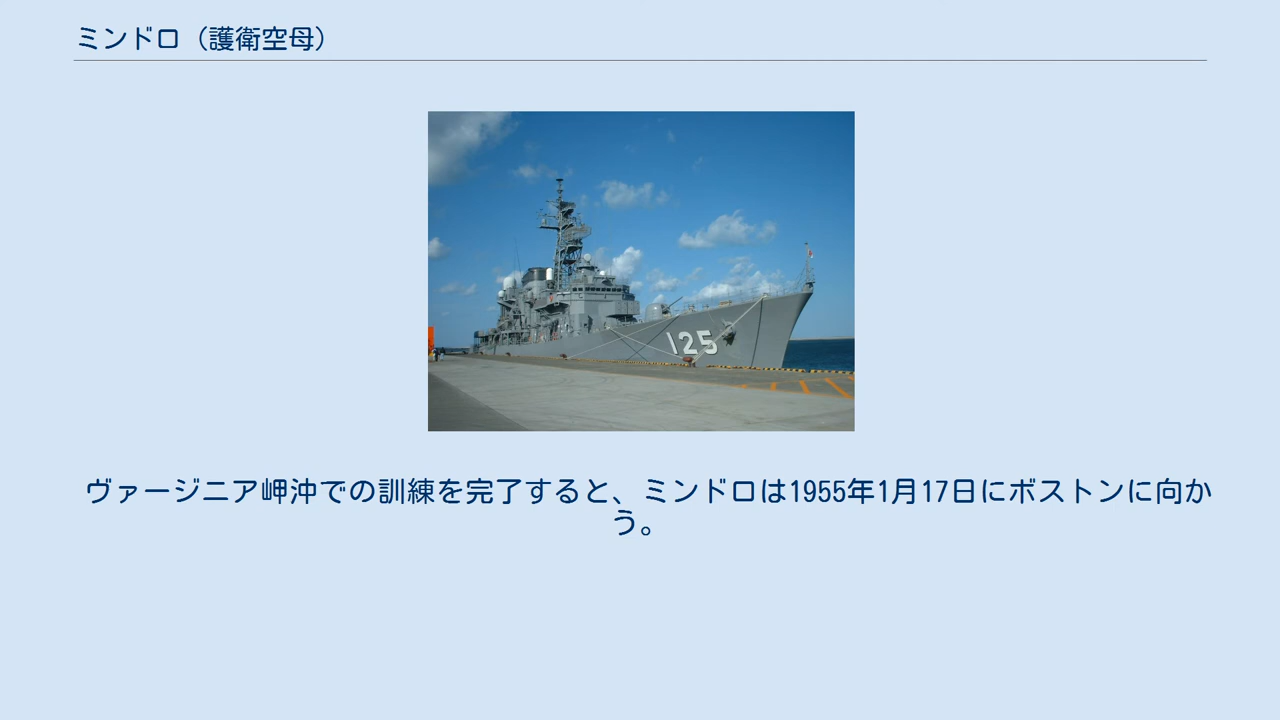 ミンドロ（護衛空母）
125
ヴァージニア岬沖での訓練を完了すると、ミンドロは1955年1月17日にボストンに向か
う。